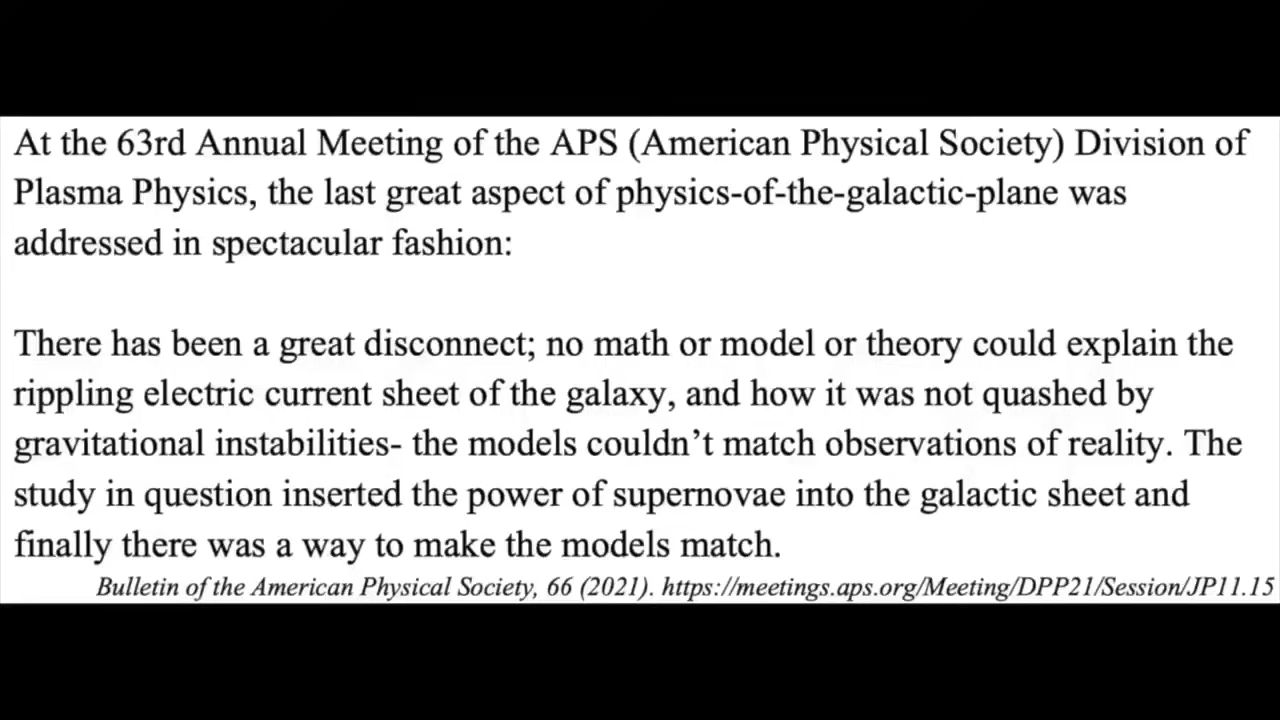 At the 63rd Annual Meeting of the APS (American Physical Society) Division of
Plasma Physics, the last great aspect of physics-of-the-galactic-plane was
addressed in spectacular fashion:
There has been a great disconnect; no math or model or theory could explain the
rippling electric current sheet of the galaxy, and how it was not quashed by
gravitational instabilities- the models couldn’t match observations of reality. The
study in question inserted the power of supernovae into the galactic sheet and
finally there was a way to make the models match.
Bulletin of the American Physical Society, 66 (2021). https://meetings.aps.org/Meeting/DPP21/Session/JP11.15